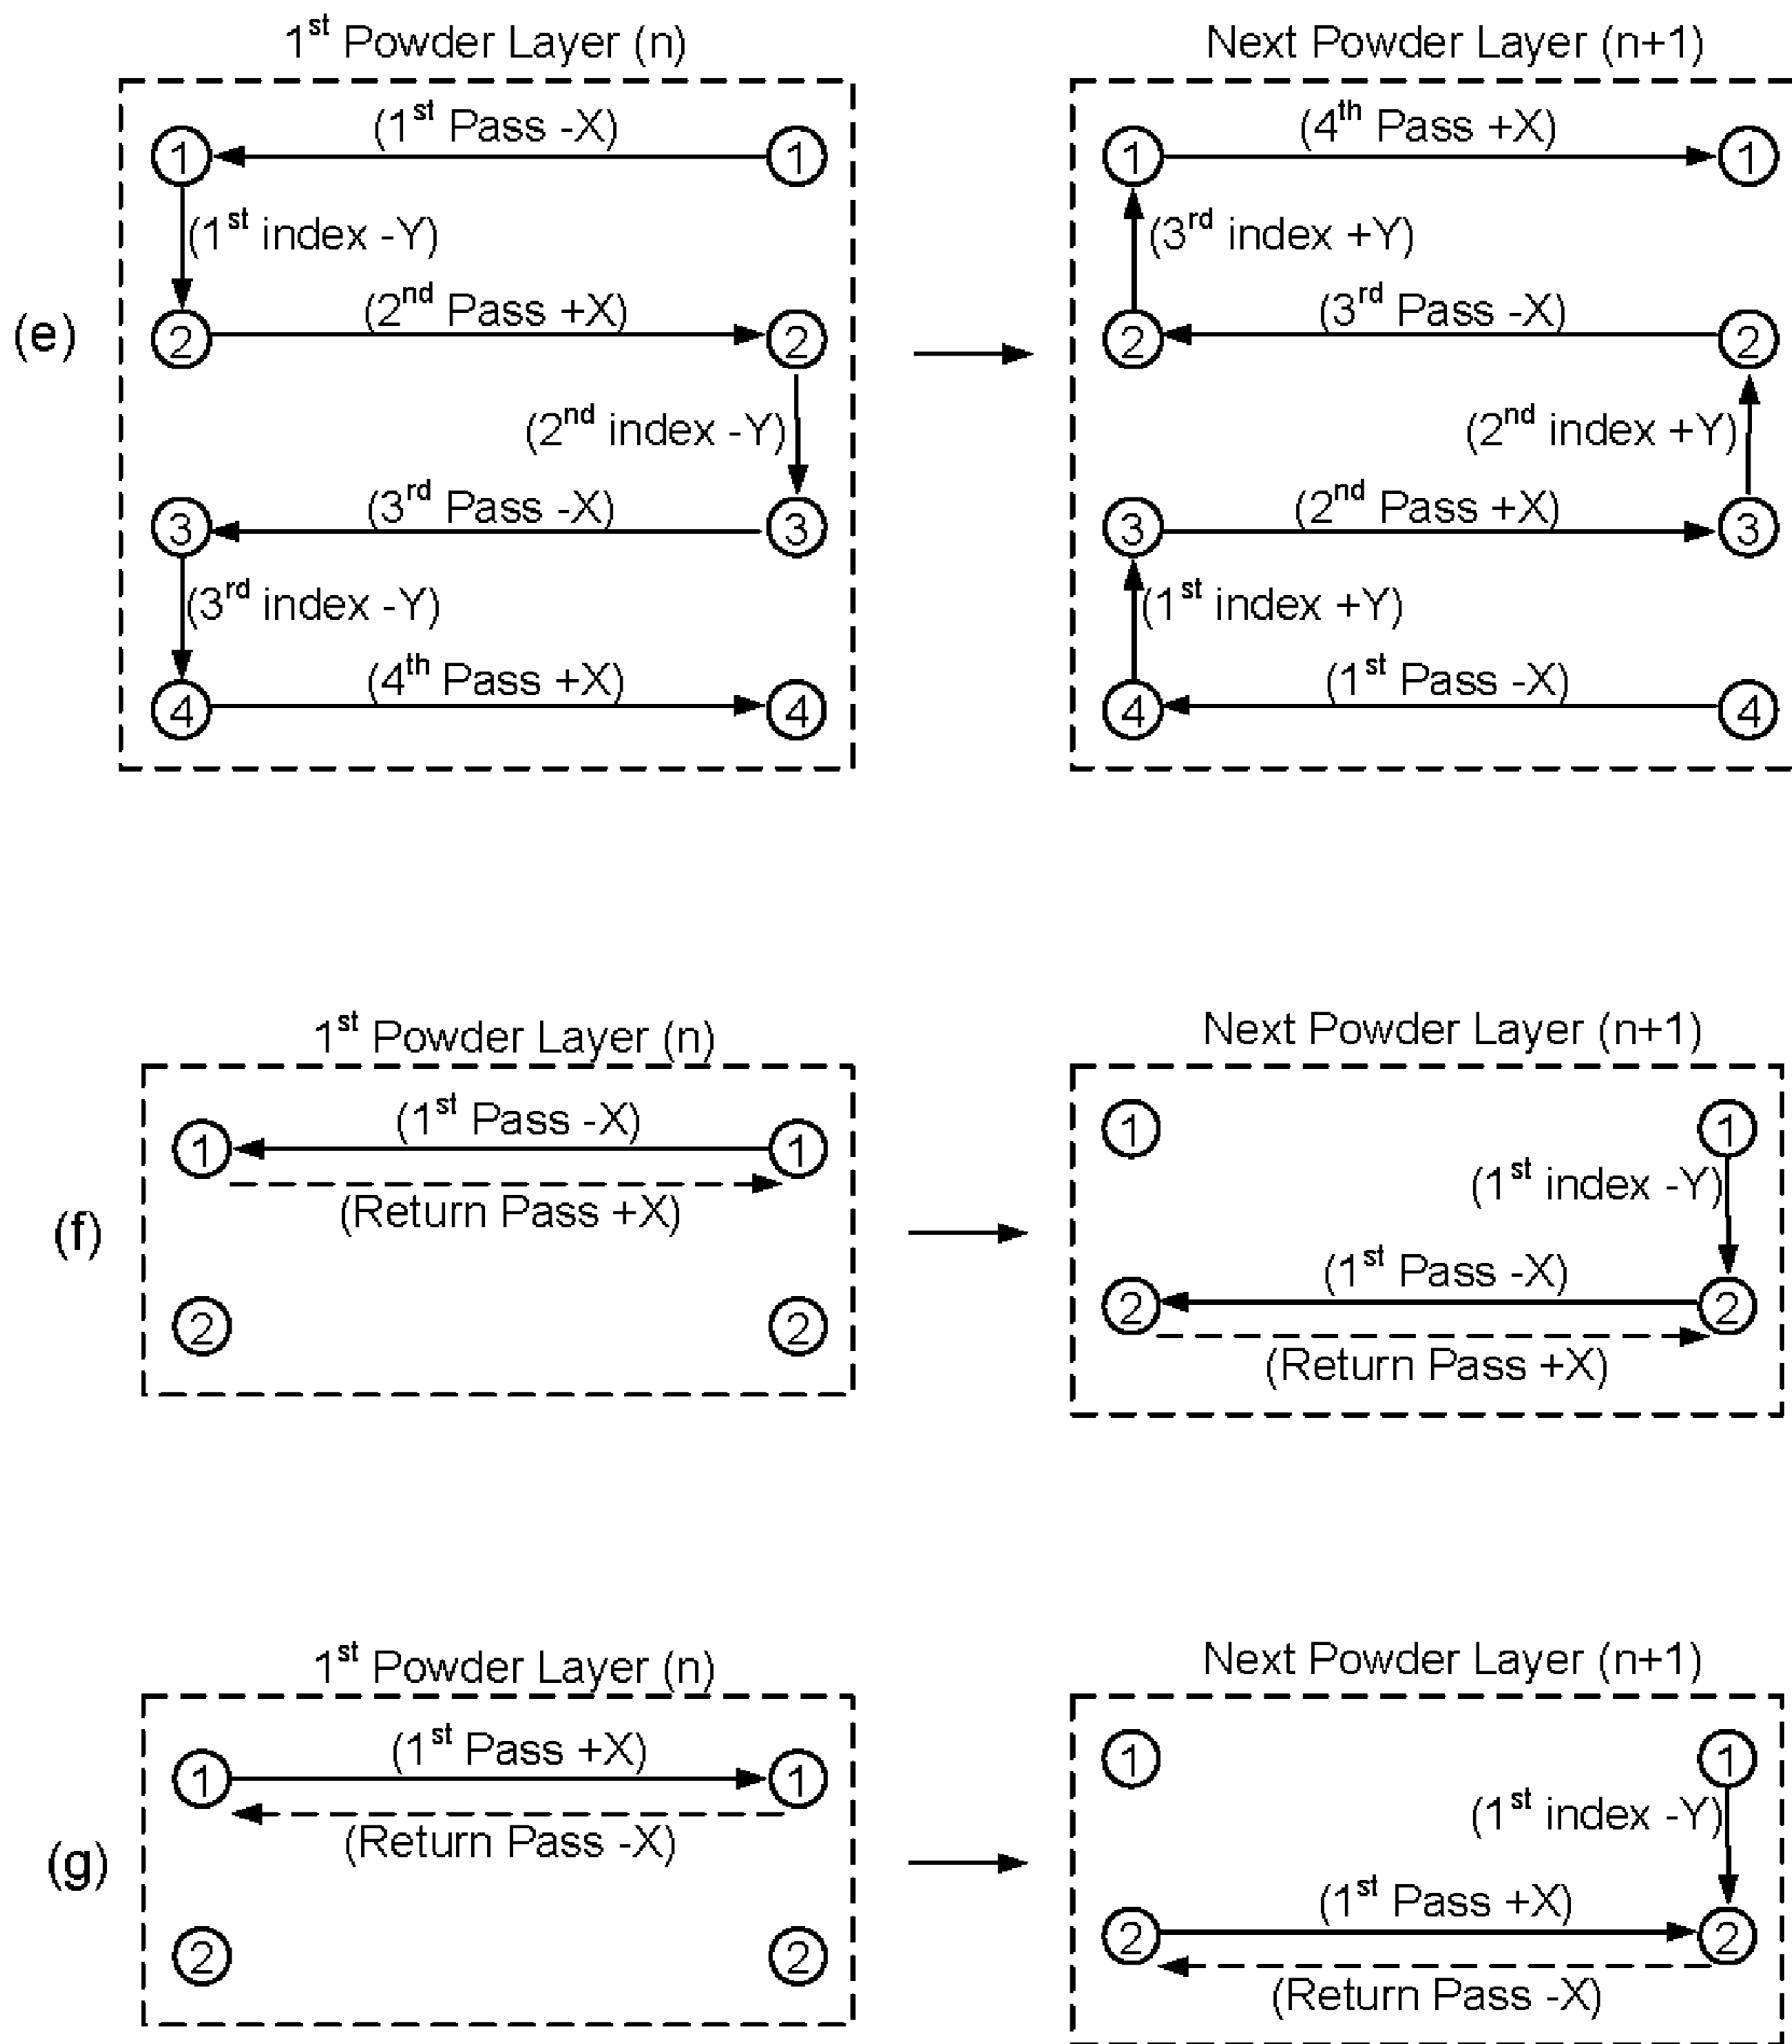 1st Powder Layer (n)
Next Powder Layer (n+1)
(e)
(1st Pass -X)
1
1
(1st index -Y)
(2nd Pass +X)
2
2
(2nd index -Y)
(3rd Pass -X)
3
3
(3rd index -Y)
(4th Pass +X)
4
4
(4th Pass +X)
1
1
(3rd index +Y)
(3rd Pass -X)
2
2
(2nd index +Y)
(2nd Pass +X)
3
3
(1st index +Y)
(1st Pass -X)
4
4
1st Powder Layer (n)
Next Powder Layer (n+1)
(f)
(1st Pass -X)
1
1
(Return Pass +X)
2
2
1
1
(1st index -Y)
(1st Pass -X)
2
2
(Return Pass +X)
1st Powder Layer (n)
Next Powder Layer (n+1)
(g)
(1st Pass +X)
1
1
(Return Pass -X)
2
2
1
1
(1st index -Y)
(1st Pass +X)
2
2
(Return Pass -X)